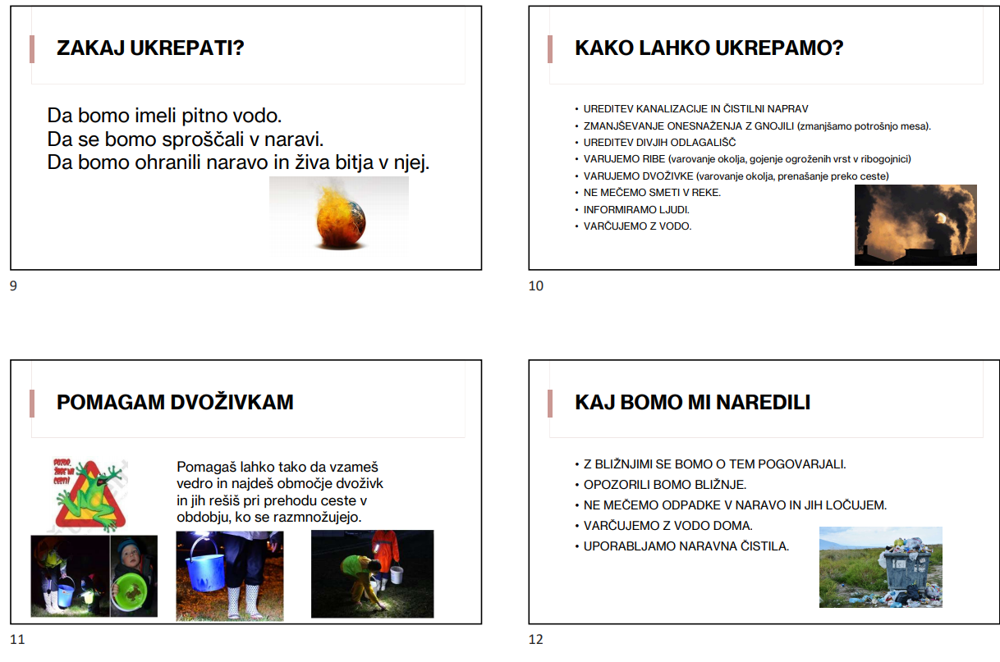 ZAKAJ UKREPATI?
Da bomo imeli pitno vodo.
Da se bomo sproščali v naravi.
Da bomo ohranili naravo in živa bitja v njej.
9
KAKO LAHKO UKREPAMO?
• UREDITEV KANALIZACIJE IN ČISTILNI NAPRAV
• ZMANJŠEVANJE ONESNAŽENJA Z GNOJILI (zmanjšamo potrošnjo mesa).
• UREDITEV DIVJIH ODLAGALIŠČ
• VARUJEMO RIBE (varovanje okolja, gojenje ogroženih vrst v ribogojnici)
• VARUJEMO DVOŽIVKE (varovanje okolja, prenašanje preko ceste)
• NE MEČEMO SMETI V REKE.
• INFORMIRAMO LJUDI.
• VARČUJEMO Z VODO.
10
POMAGAM DVOŽIVKAM
POZOR,
ŽABE NA
CESTI!
Pomagaš lahko tako da vzameš
vedro in najdeš območje dvoživk
in jih rešiš pri prehodu ceste v
obdobju, ko se razmnožujejo.
11
KAJ BOMO MI NAREDILI
• Z BLIŽNJIMI SE BOMO O TEM POGOVARJALI.
• OPOZORILI BOMO BLIŽNJE.
• NE MEČEMO ODPADKE V NARAVO IN JIH LOČUJEM.
• VARČUJEMO Z VODO DOMA.
• UPORABLJAMO NARAVNA ČISTILA.
12